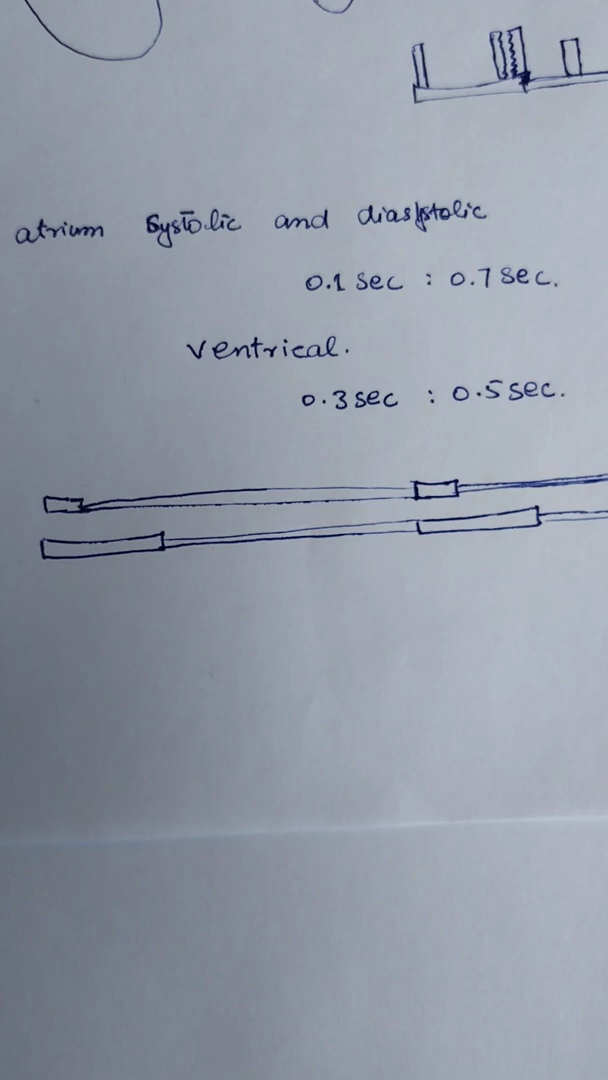 atrium systolic and diasystolic
0.1 sec : 0.7 sec.
Ventrical.
0.3 sec : 0.5 sec.